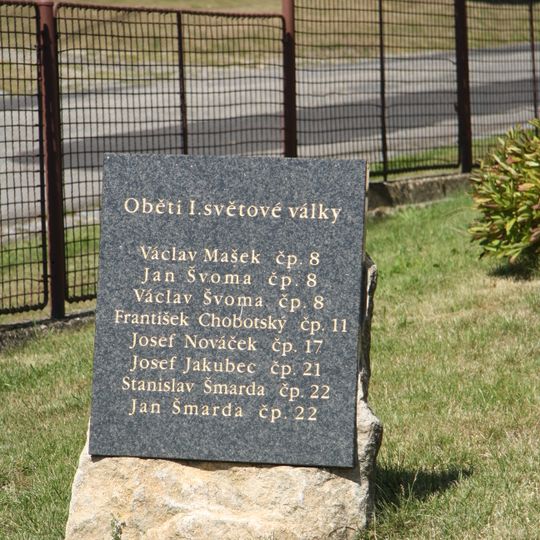 Oběti I.světové války
Václav Mašek čp. 8
Jan Švoma čp. 8
Václav Švoma čp. 8
František Chobotský čp. 11
Josef Nováček čp. 17
Josef Jakubec čp. 21
Stanislav Šmarda čp. 22
Jan Šmarda čp. 22